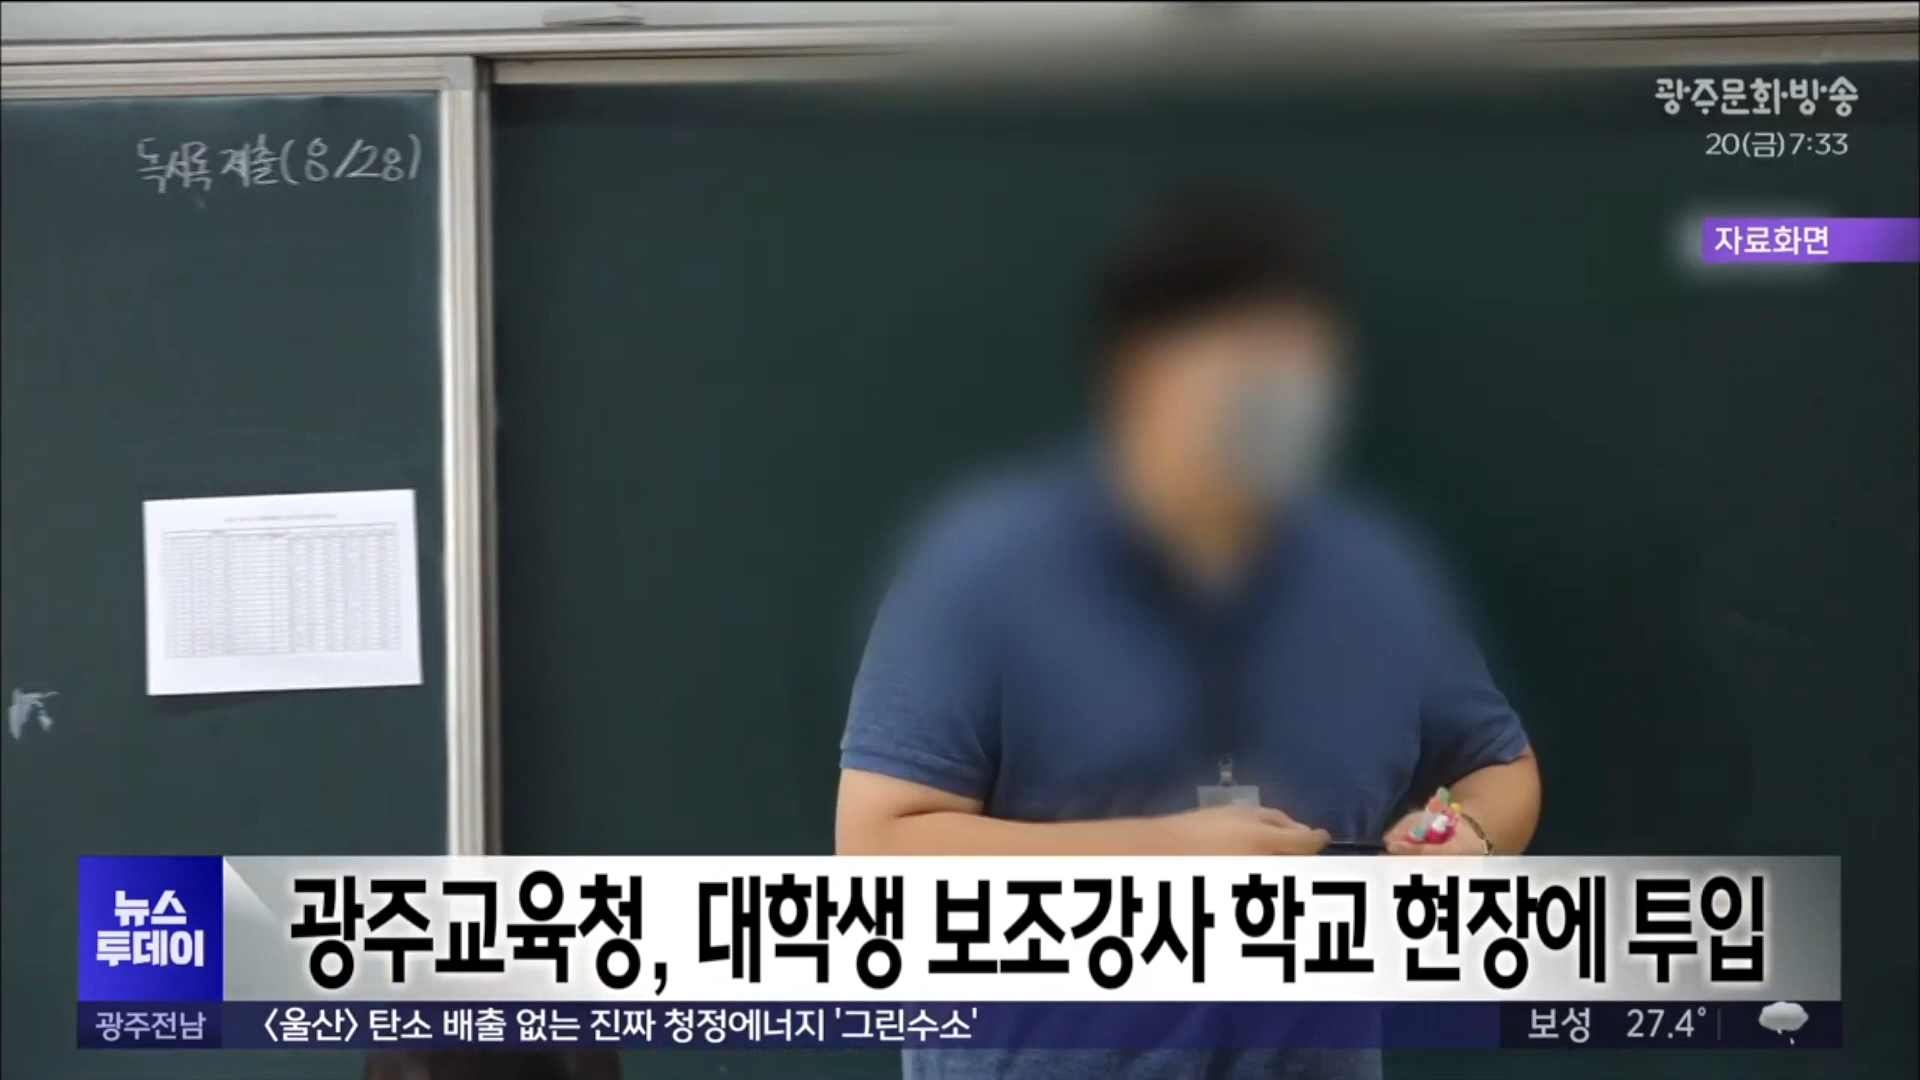 광주문화방송
20(금)7:33
독서록 제출(8/28)
자료화면
뉴스
투데이
광주교육청, 대학생 보조강사 학교 현장에 투입
광주전남
〈울산〉 탄소 배출 없는 진짜 청정에너지 '그린수소'
보성 27.4°